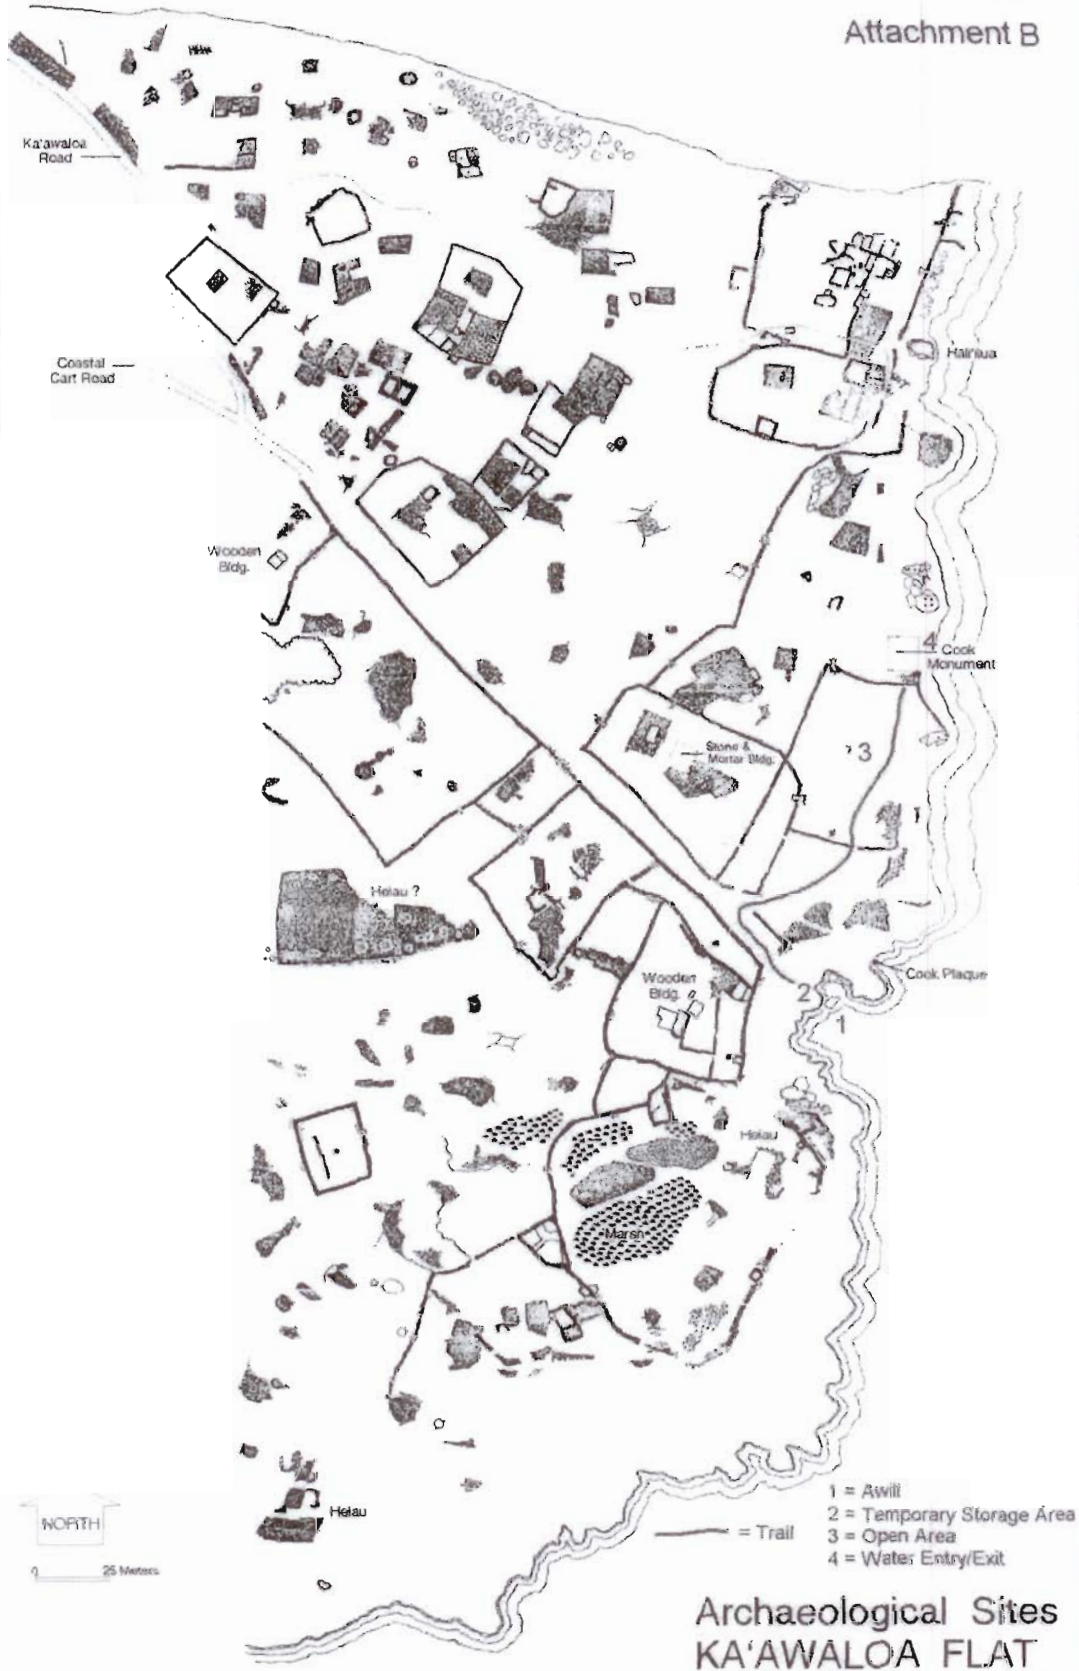 Attachment B
Ka'awaloa
Road
Coastal
Cart Road
Wooden
Bldg.
4
Cook
Monument
3
Stone &
Mortar Bldg.
Heiau ?
Wooden
Bldg.
Cook Plaque
2
1
Heiau
Marsh
Heiau
NORTH
0 25 Meters
= Trail
1 = Awili
2 = Temporary Storage Area
3 = Open Area
4 = Water Entry/Exit
Archaeological Sites
KA'AWALOA FLAT